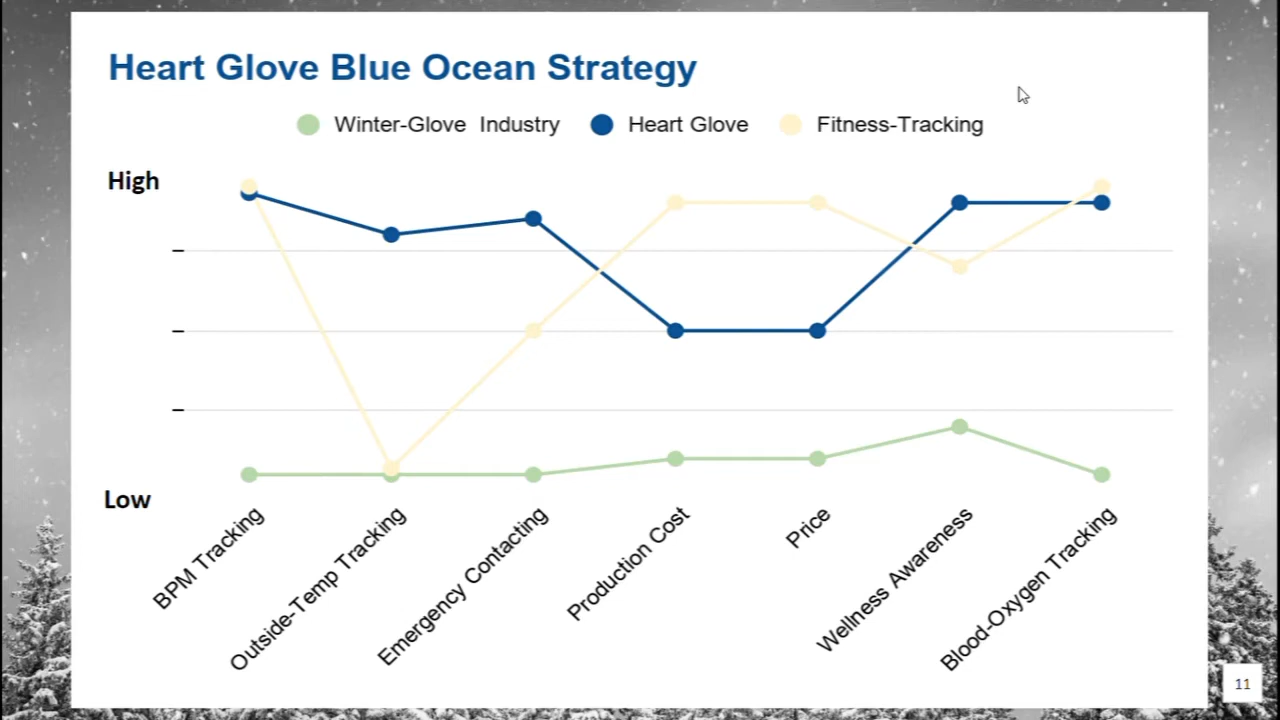 Heart Glove Blue Ocean Strategy
Winter-Glove Industry Heart Glove Fitness-Tracking
High
Low
BPM Tracking
Outside-Temp Tracking
Emergency Contacting
Production Cost
Price
Wellness Awareness
Blood-Oxygen Tracking
11